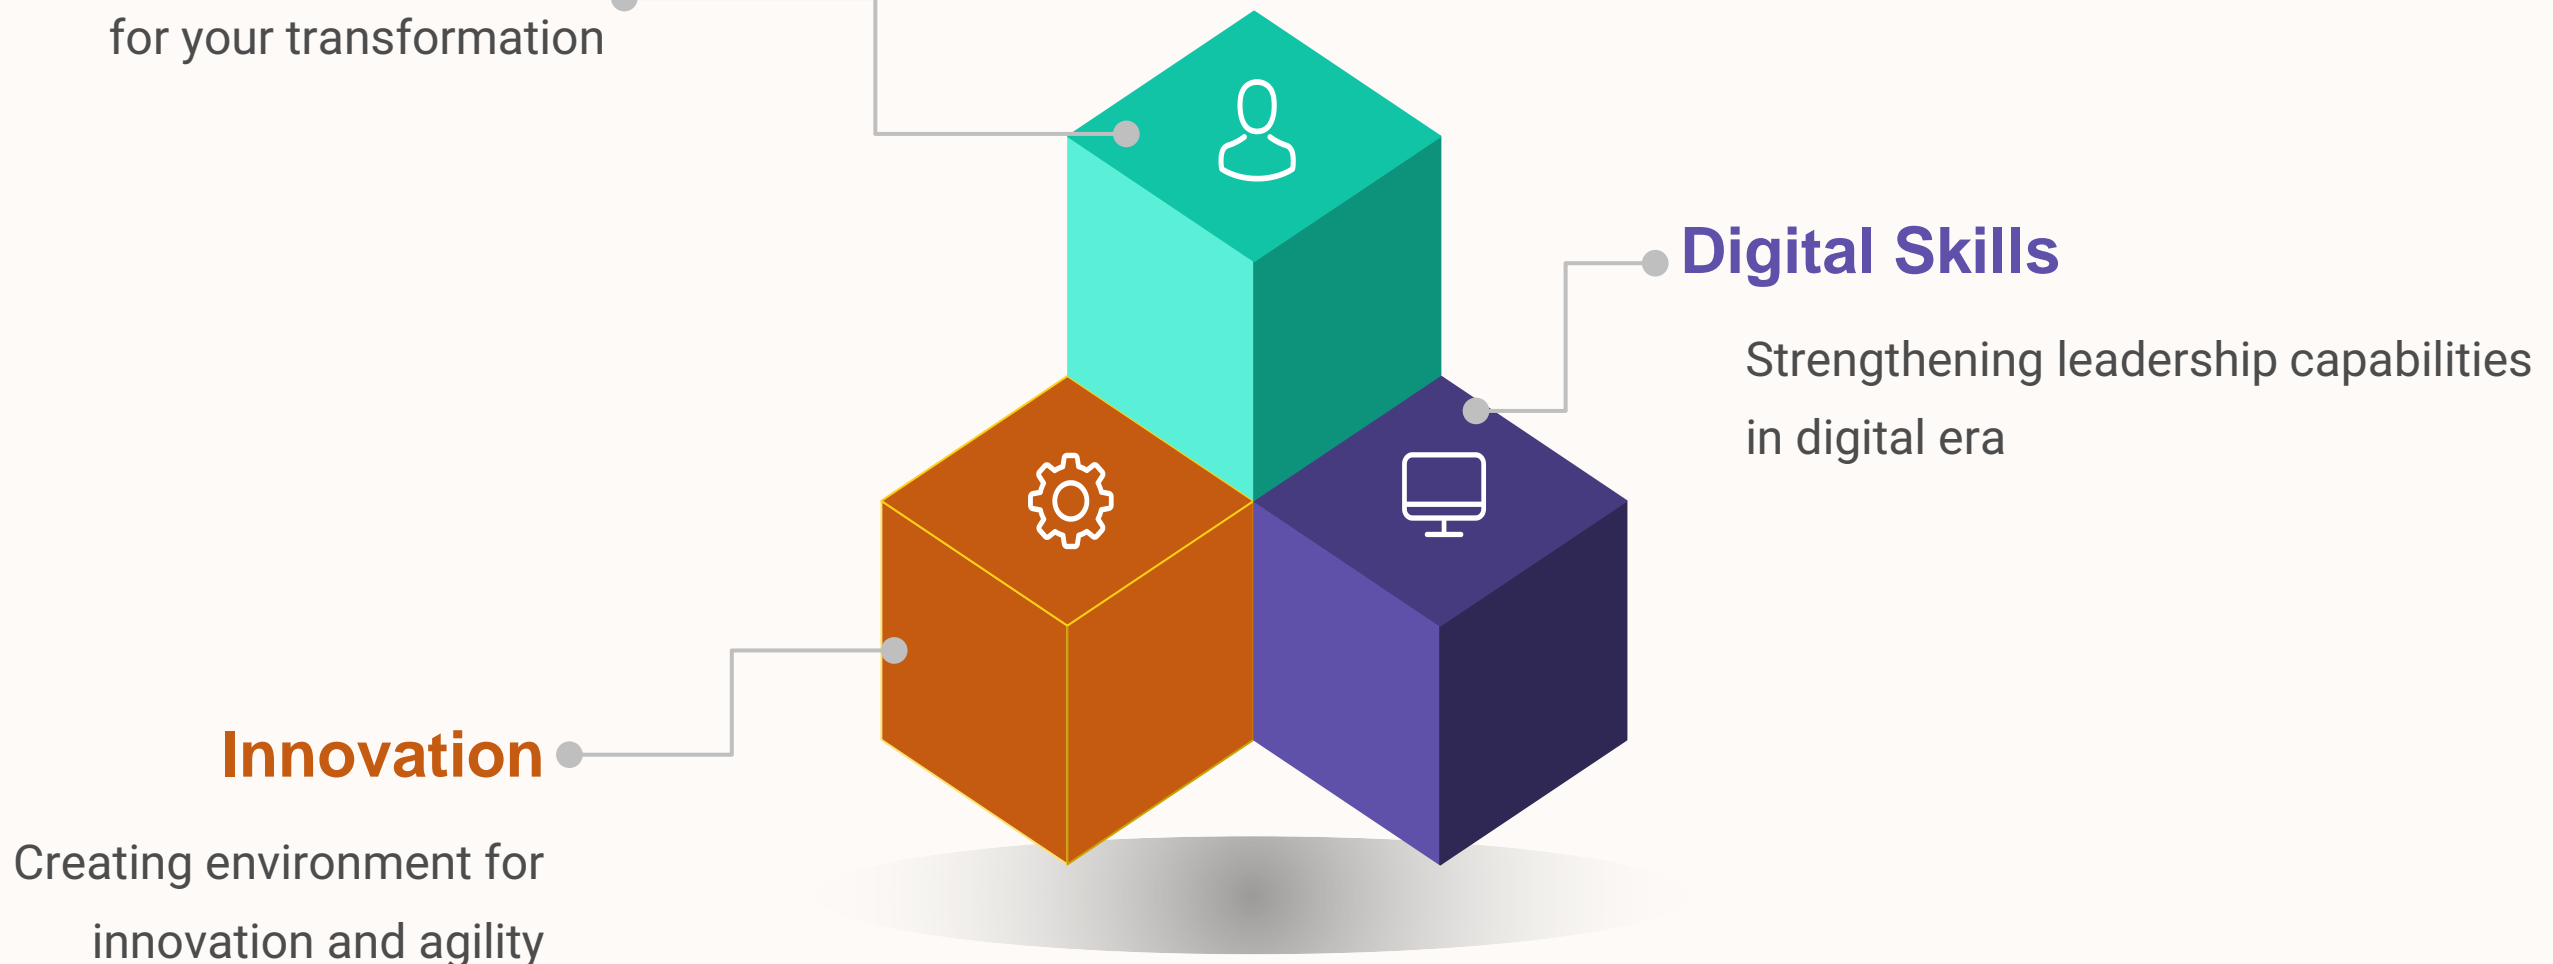 for your transformation
Digital Skills
Strengthening leadership capabilities
in digital era
Innovation
Creating environment for
innovation and agility